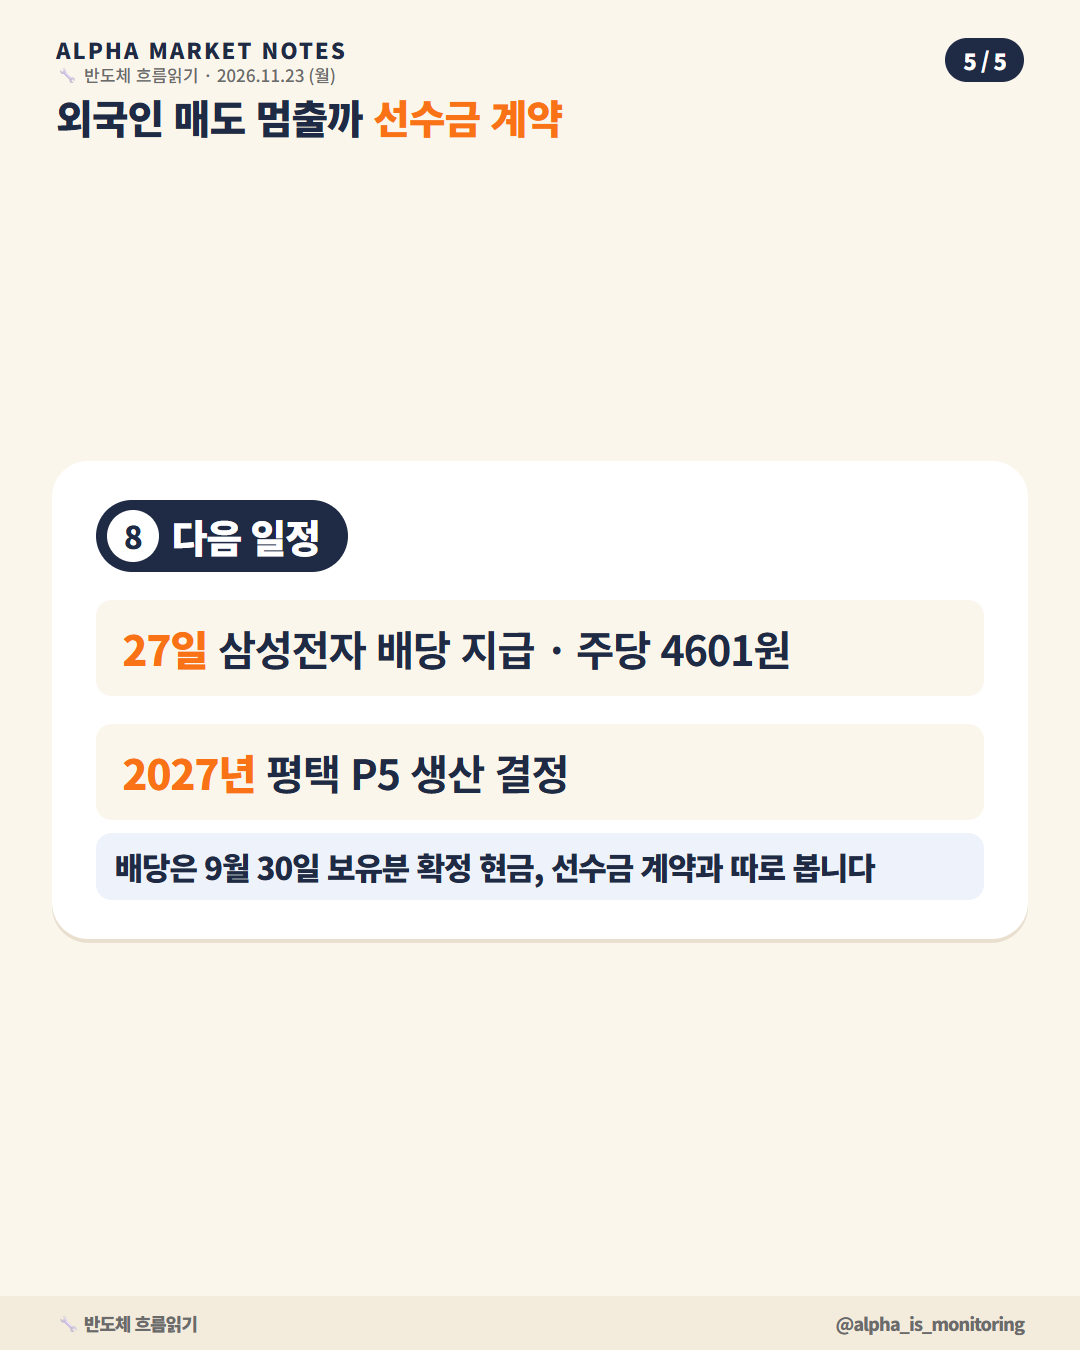 ALPHA MARKET NOTES
반도체 흐름읽기 · 2026.11.23 (월)
5 / 5
외국인 매도 멈출까 선수금 계약
8 다음 일정
27일 삼성전자 배당 지급 · 주당 4601원
2027년 평택 P5 생산 결정
배당은 9월 30일 보유분 확정 현금, 선수금 계약과 따로 봅니다
반도체 흐름읽기
@alpha_is_monitoring